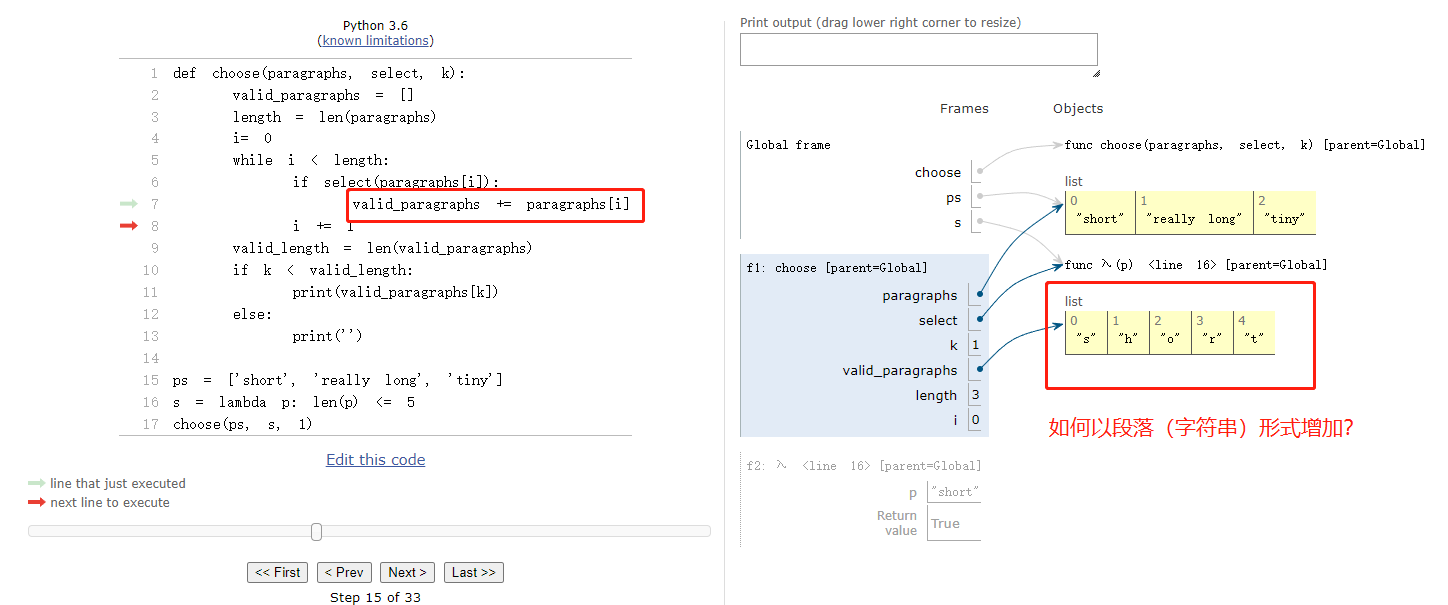 Python 3.6
(known limitations)
1 def choose(paragraphs, select, k):
2 valid_paragraphs = []
3 length = len(paragraphs)
4 i= 0
5 while i < length:
6 if select(paragraphs[i]):
7 valid_paragraphs += paragraphs[i]
8 i += 1
9 valid_length = len(valid_paragraphs)
10 if k < valid_length:
11 print(valid_paragraphs[k])
12 else:
13 print('')
14
15 ps = ['short', 'really long', 'tiny']
16 s = lambda p: len(p) <= 5
17 choose(ps, s, 1)
Edit this code
line that just executed
next line to execute
<< First < Prev Next > Last >>
Step 15 of 33
Print output (drag lower right corner to resize)
Frames Objects
Global frame
choose
ps
s
func choose(paragraphs, select, k) [parent=Global]
list
0 1 2
"short" "really long" "tiny"
func λ(p) <line 16> [parent=Global]
f1: choose [parent=Global]
paragraphs
select
k 1
valid_paragraphs
length 3
i 0
list
0 1 2 3 4
"s" "h" "o" "r" "t"
如何以段落（字符串）形式增加？
f2: λ <line 16> [parent=Global]
p "short"
Return
value True